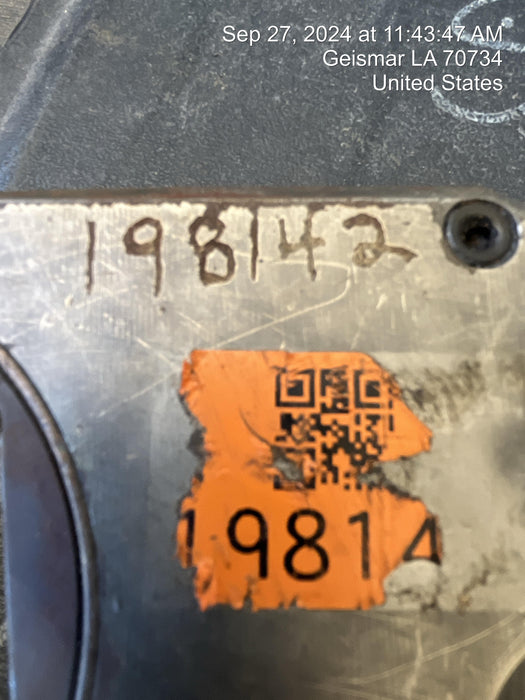 Sep 27, 2024 at 11:43:47 AM
Geismar LA 70734
United States
198142
19814